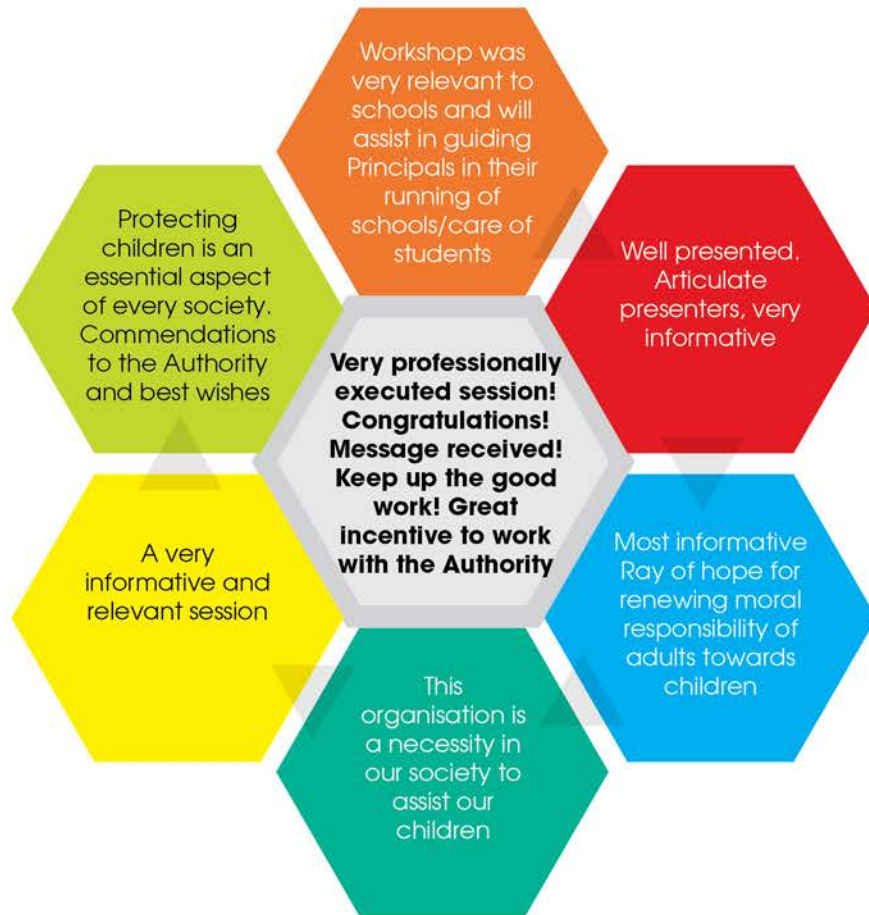 Workshop was
very relevant to
schools and will
assist in guiding
Principals in their
running of
schools/care of
students
Protecting
children is an
essential aspect
of every society.
Commendations
to the Authority
and best wishes
Well presented.
Articulate
presenters, very
informative
Very professionally
executed session!
Congratulations!
Message received!
Keep up the good
work! Great
incentive to work
with the Authority
A very
informative and
relevant session
Most informative
Ray of hope for
renewing moral
responsibility of
adults towards
children
This
organisation is
a necessity in
our society to
assist our
children